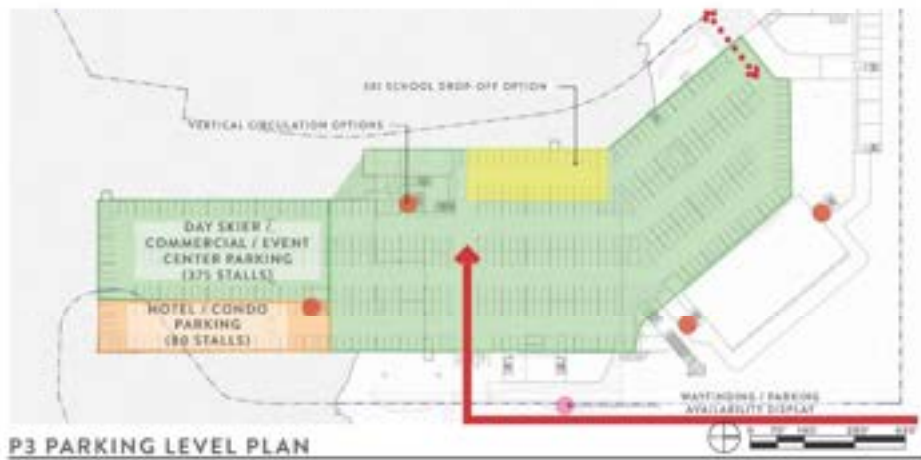 SKI SCHOOL DROP-OFF OPTION
VERTICAL CIRCULATION OPTIONS
DAY SKIER /
COMMERCIAL / EVENT
CENTER PARKING
(375 STALLS)
HOTEL / CONDO
PARKING
(80 STALLS)
WAYFINDING / PARKING
AVAILABILITY DISPLAY
P3 PARKING LEVEL PLAN